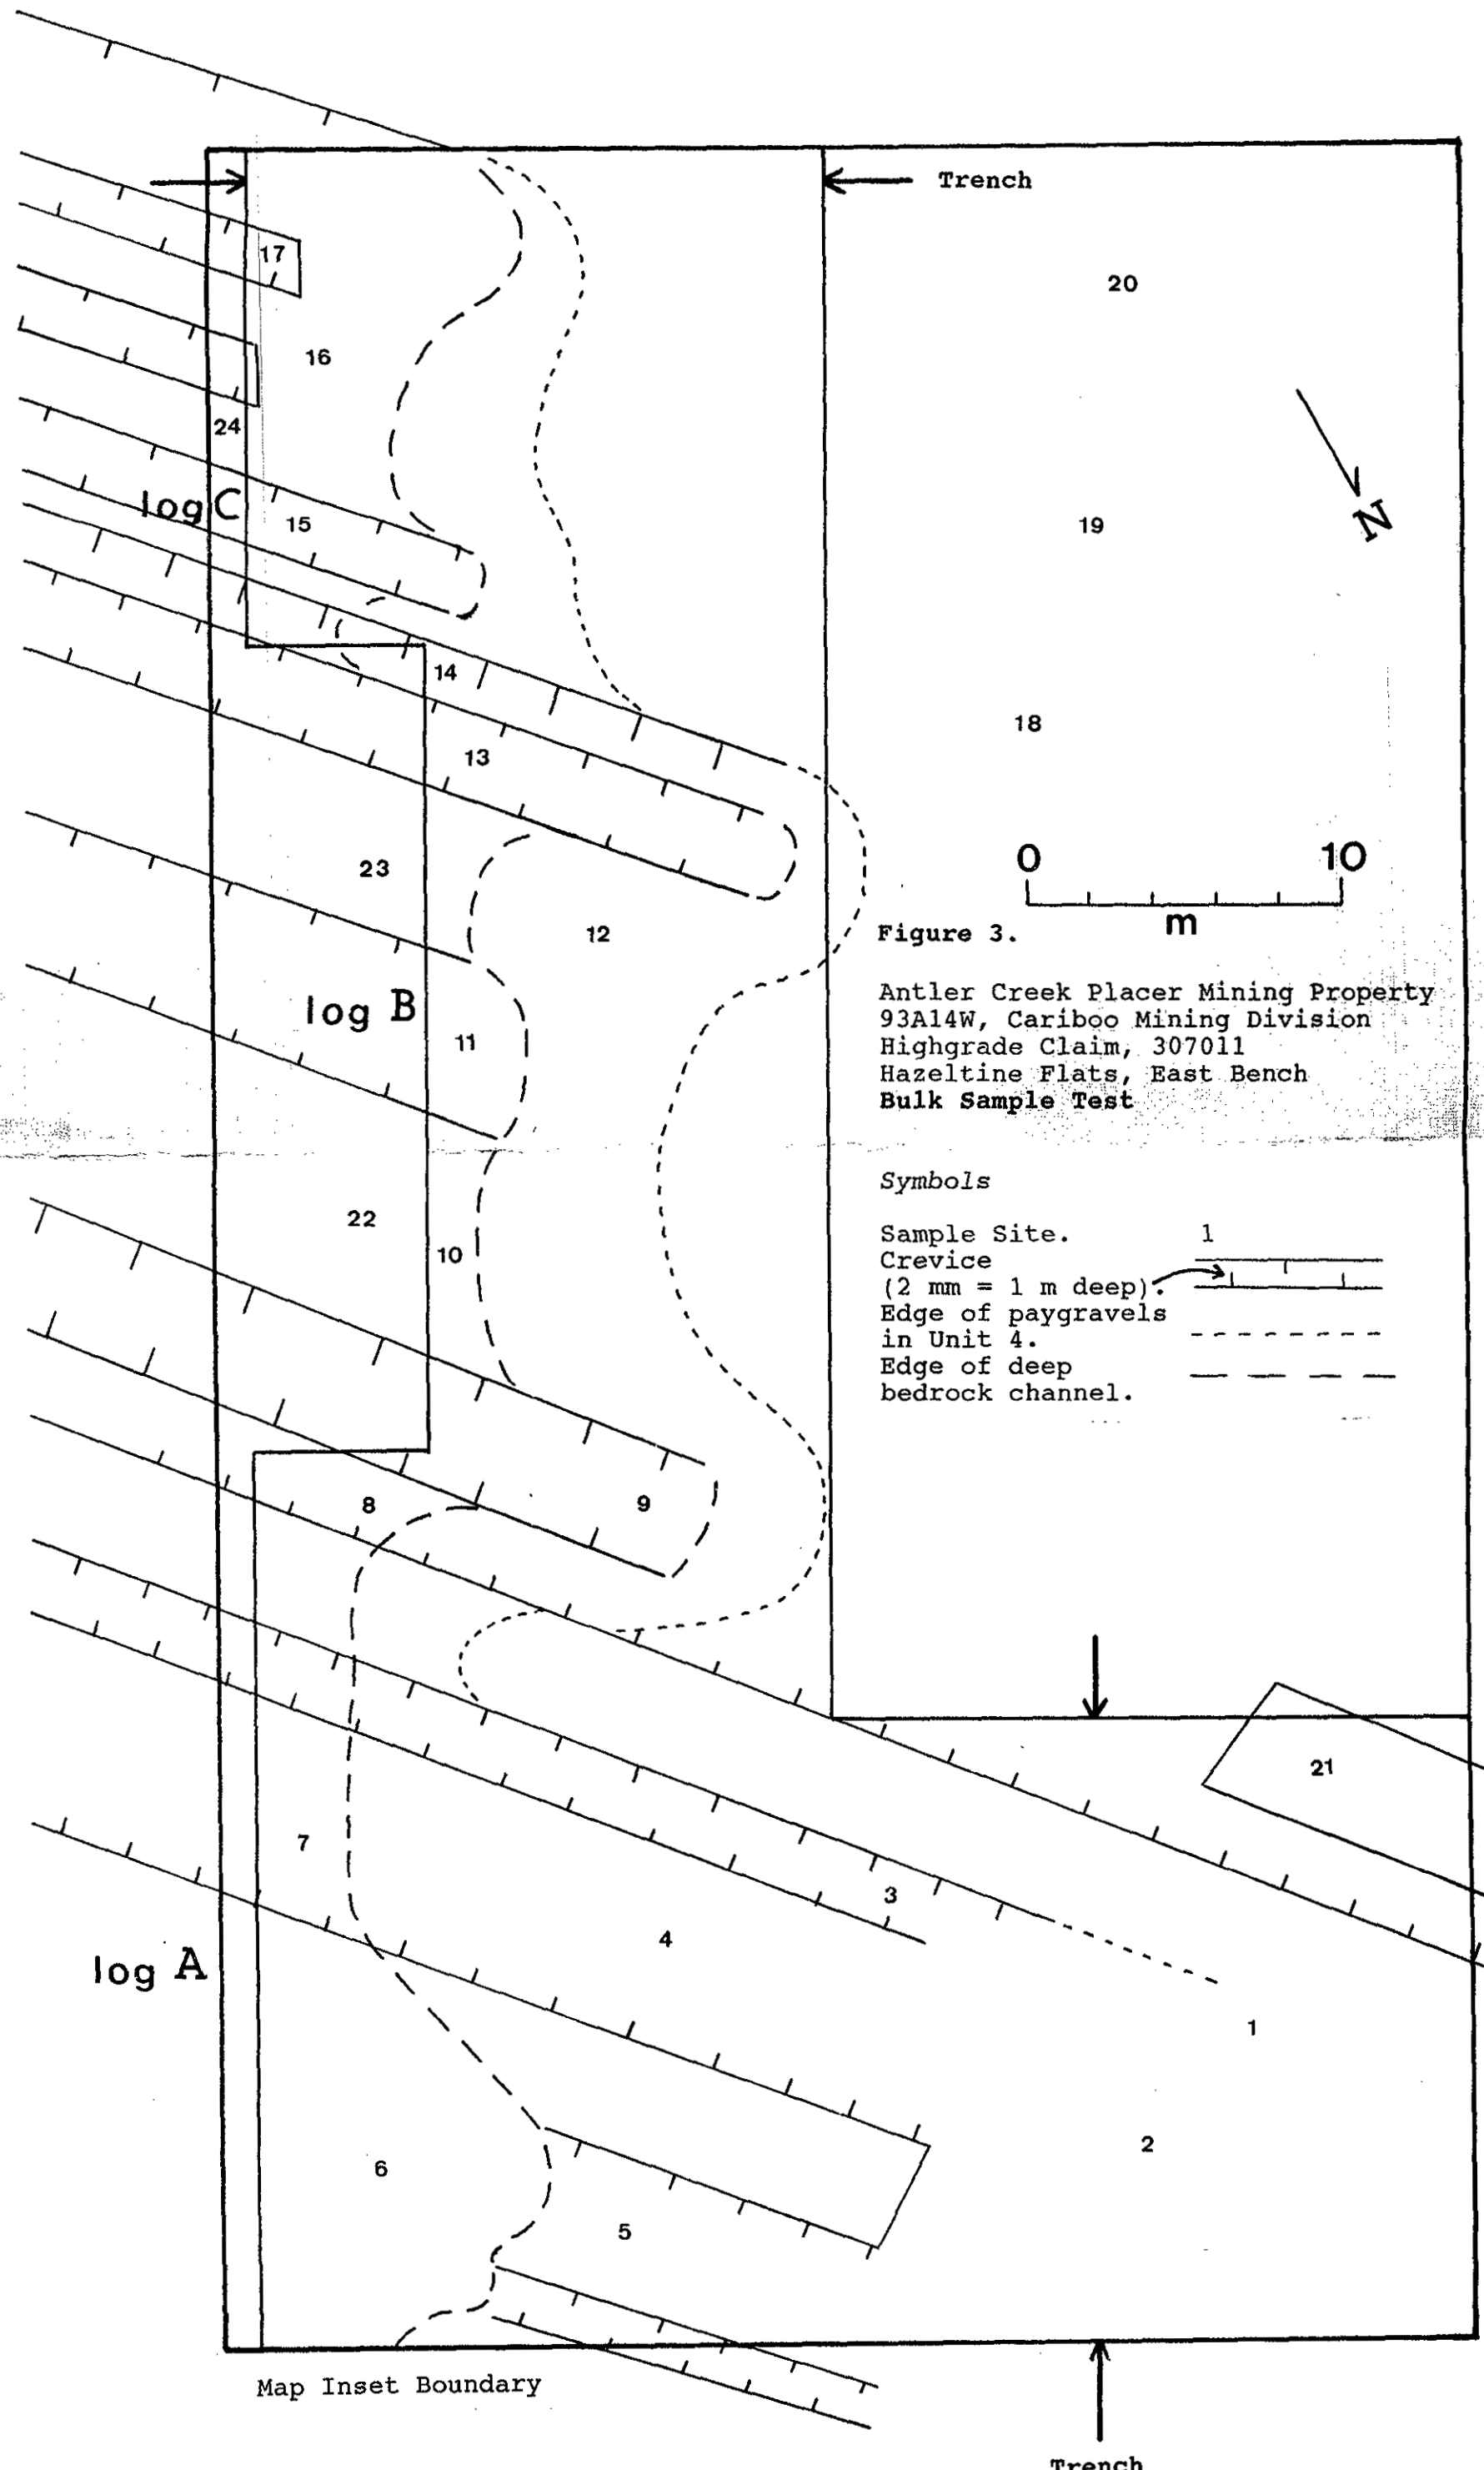 Trench
17
20
16
24
log C
15
19
N
14
18
13
0 10
m
23
12
Figure 3.
Antler Creek Placer Mining Property
93A14W, Cariboo Mining Division
Highgrade Claim, 307011
Hazeltine Flats, East Bench
Bulk Sample Test
log B
11
Symbols
22
10
Sample Site. 1
Crevice
(2 mm = 1 m deep).
Edge of paygravels
in Unit 4.
Edge of deep
bedrock channel.
8
9
21
7
3
4
log A
1
2
6
5
Map Inset Boundary
Trench